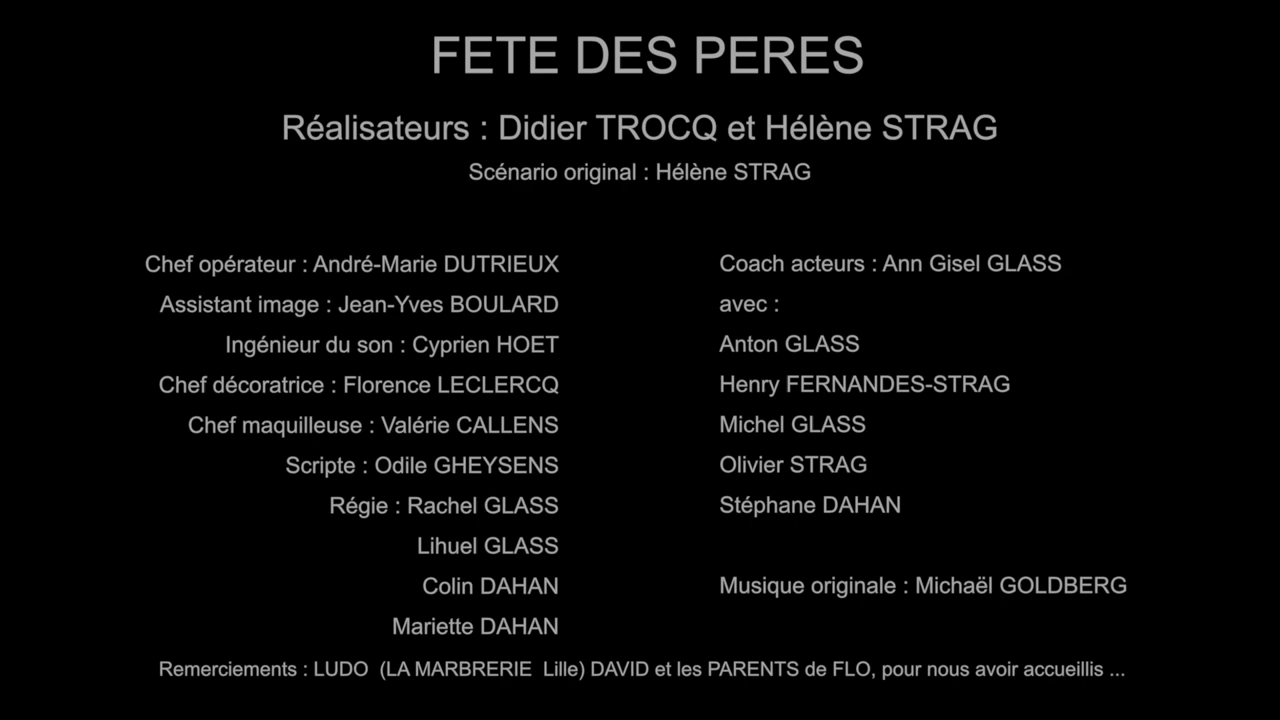 FETE DES PERES
Réalisateurs : Didier TROCQ et Hélène STRAG
Scénario original : Hélène STRAG
Chef opérateur : André-Marie DUTRIEUX
Assistant image : Jean-Yves BOULARD
Ingénieur du son : Cyprien HOET
Chef décoratrice : Florence LECLERCQ
Chef maquilleuse : Valérie CALLENS
Scripte : Odile GHEYSENS
Régie : Rachel GLASS
Lihuel GLASS
Colin DAHAN
Mariette DAHAN
Coach acteurs : Ann Gisel GLASS
avec :
Anton GLASS
Henry FERNANDES-STRAG
Michel GLASS
Olivier STRAG
Stéphane DAHAN
Musique originale : Michaël GOLDBERG
Remerciements : LUDO (LA MARBRERIE Lille) DAVID et les PARENTS de FLO, pour nous avoir accueillis ...